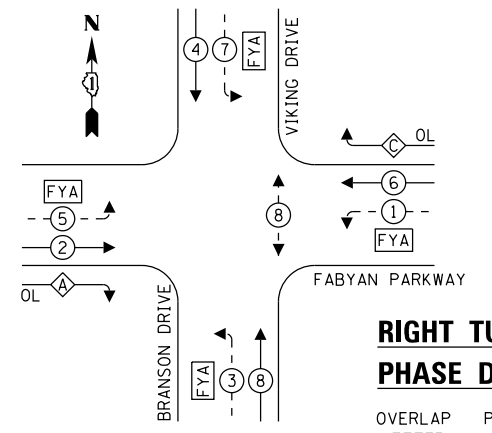 N
1
4
7
FYA
VIKING DRIVE
C
OL
6
1
FYA
FYA
5
2
OL
A
8
FABYAN PARKWAY
BRANSON DRIVE
FYA
3
8
RIGHT TU
PHASE D
OVERLAP P